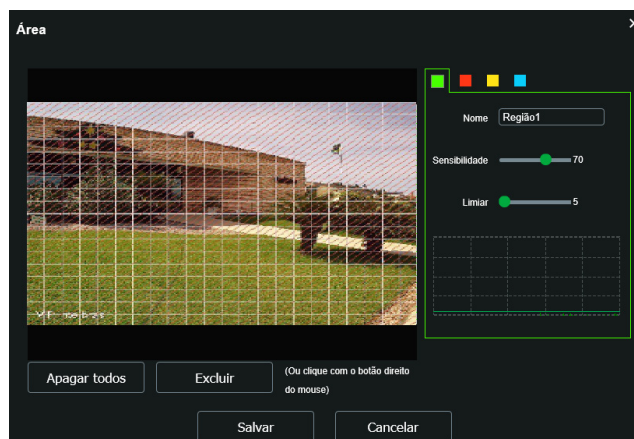 Área
Nome
Região1
Sensibilidade
70
Limiar
5
Apagar todos
Excluir
(Ou clique com o botão direito
do mouse)
Salvar
Cancelar